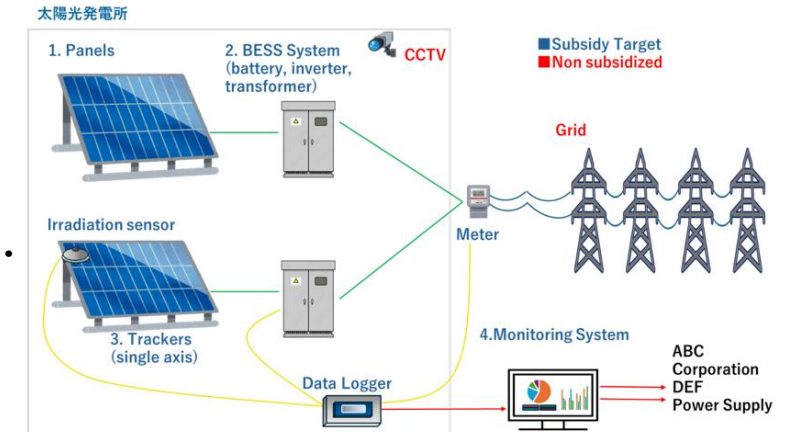 太陽光発電所
1. Panels
2. BESS System
(battery, inverter,
transformer)
CCTV
■Subsidy Target
■Non subsidized
Grid
Irradiation sensor
Meter
3. Trackers
(single axis)
4.Monitoring System
Data Logger
ABC
Corporation
DEF
Power Supply